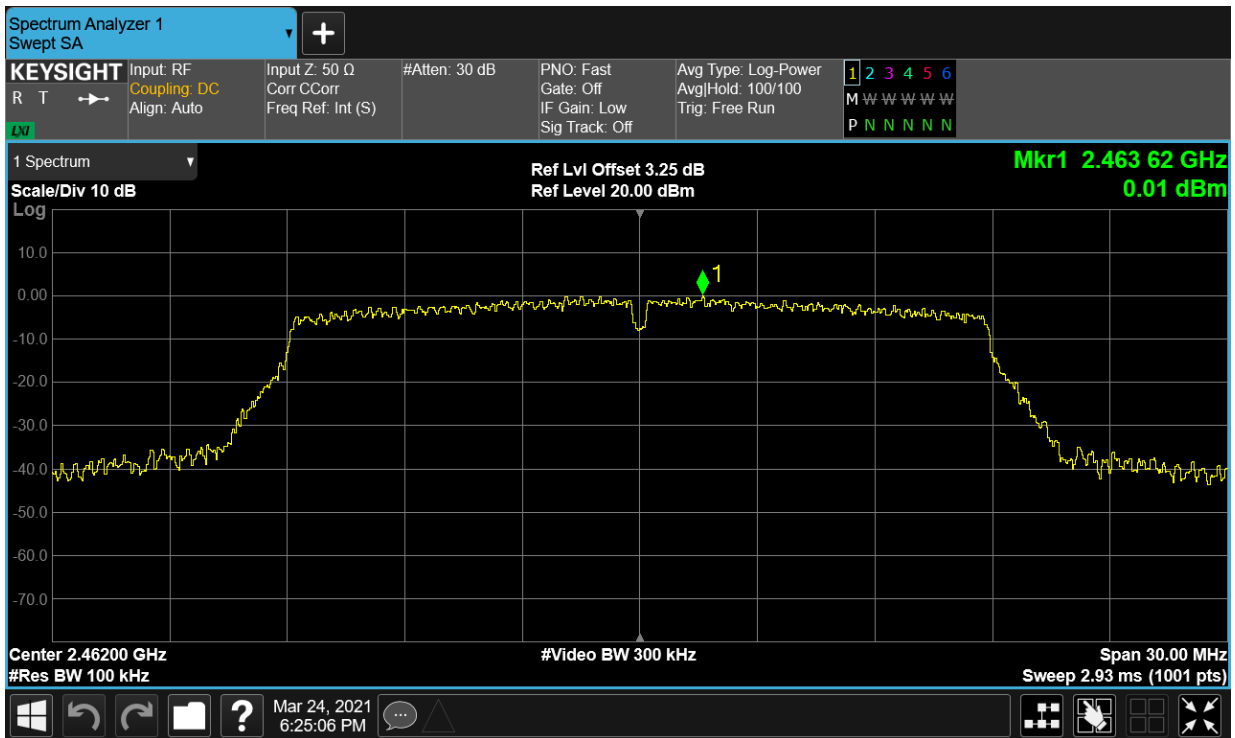 Spectrum Analyzer 1
Swept SA
+
KEYSIGHT
R T
LXI
Input: RF
Coupling: DC
Align: Auto
Input Z: 50 Ω
Corr CCorr
Freq Ref: Int (S)
#Atten: 30 dB
PNO: Fast
Gate: Off
IF Gain: Low
Sig Track: Off
Avg Type: Log-Power
Avg|Hold: 100/100
Trig: Free Run
1 2 3 4 5 6
M W W W W W
P N N N N N
1 Spectrum
Scale/Div 10 dB
Log
Ref Lvl Offset 3.25 dB
Ref Level 20.00 dBm
Mkr1 2.463 62 GHz
0.01 dBm
10.0
1
0.00
-10.0
-20.0
-30.0
-40.0
-50.0
-60.0
-70.0
Center 2.46200 GHz
#Res BW 100 kHz
#Video BW 300 kHz
Span 30.00 MHz
Sweep 2.93 ms (1001 pts)
?
Mar 24, 2021
6:25:06 PM